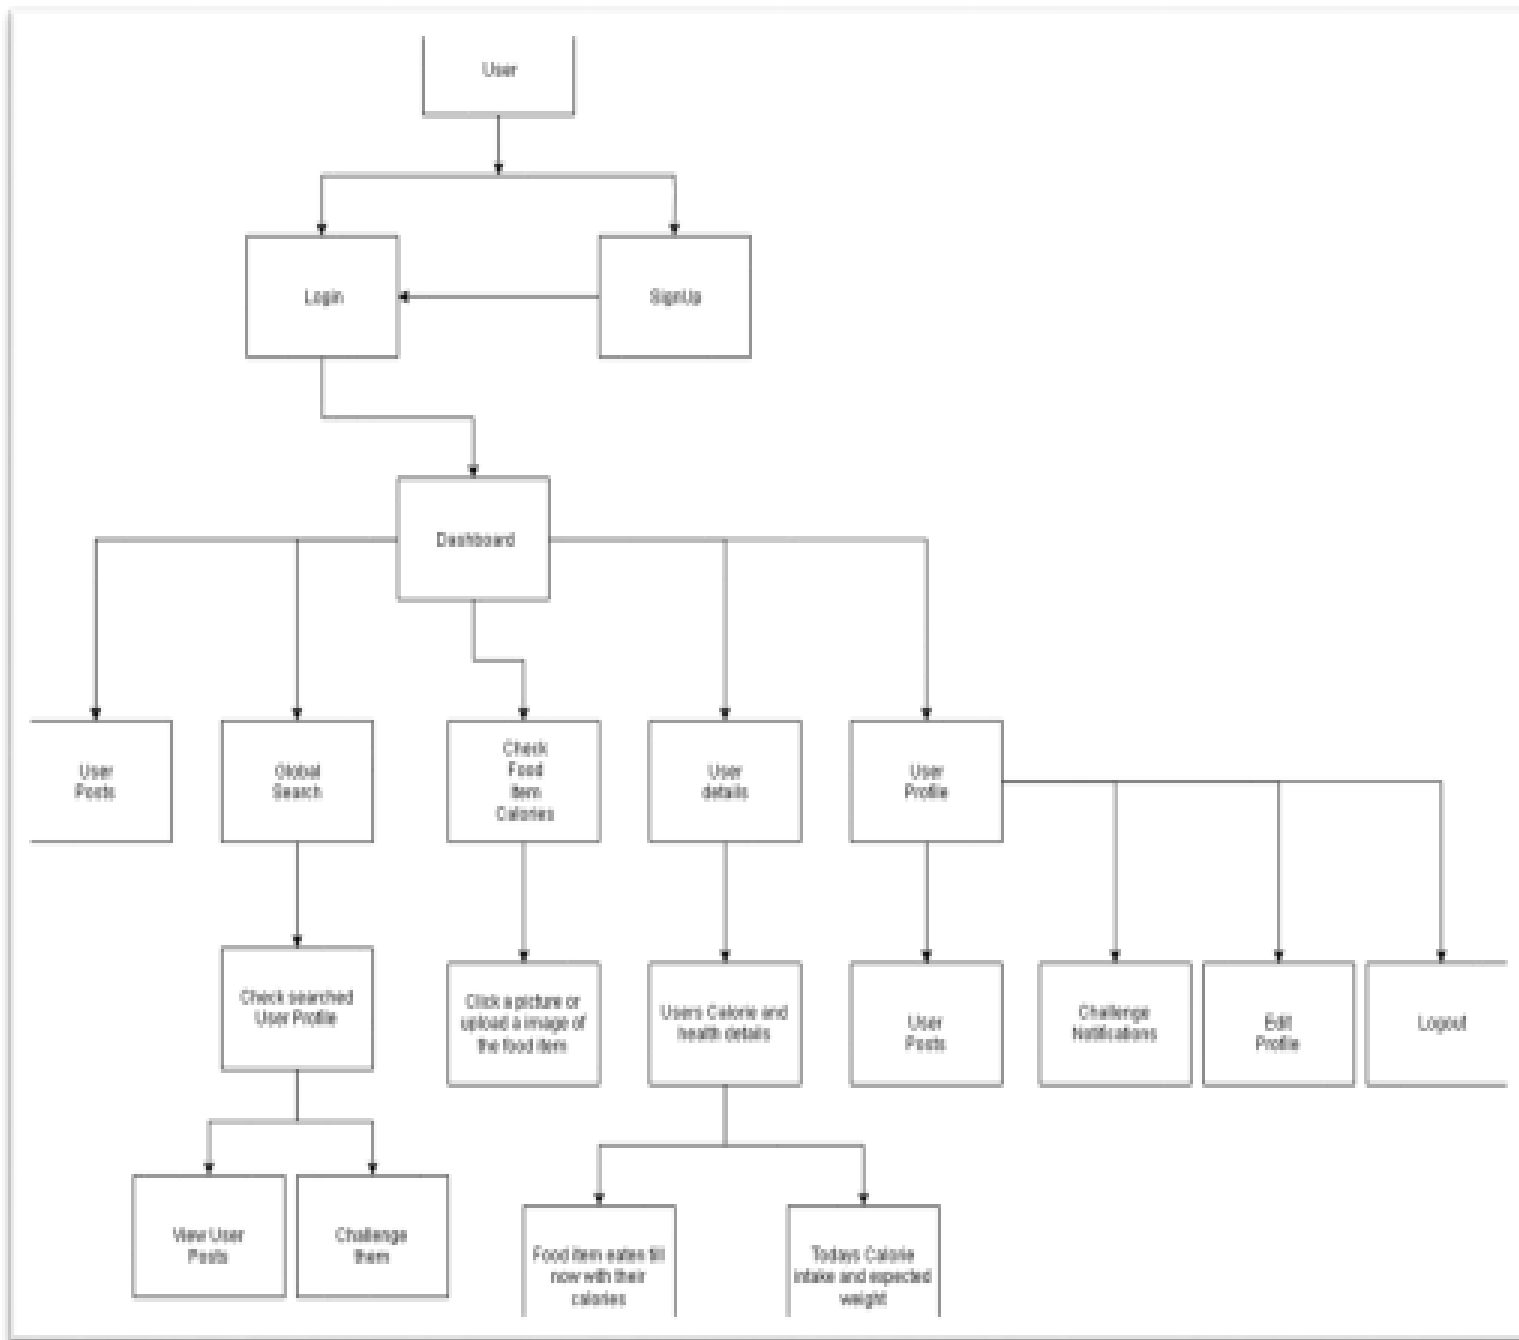 User
Login
SignUp
Dashboard
User
Posts
Global
Search
Check
Food
Item
Calories
User
details
User
Profile
Check searched
User Profile
Click a picture or
upload a image of
the food item
Users Calorie and
health details
User
Posts
Challenge
Notifications
Edit
Profile
Logout
View User
Posts
Challenge
them
Food item eaten till
now with their
calories
Todays Calorie
intake and expected
weight